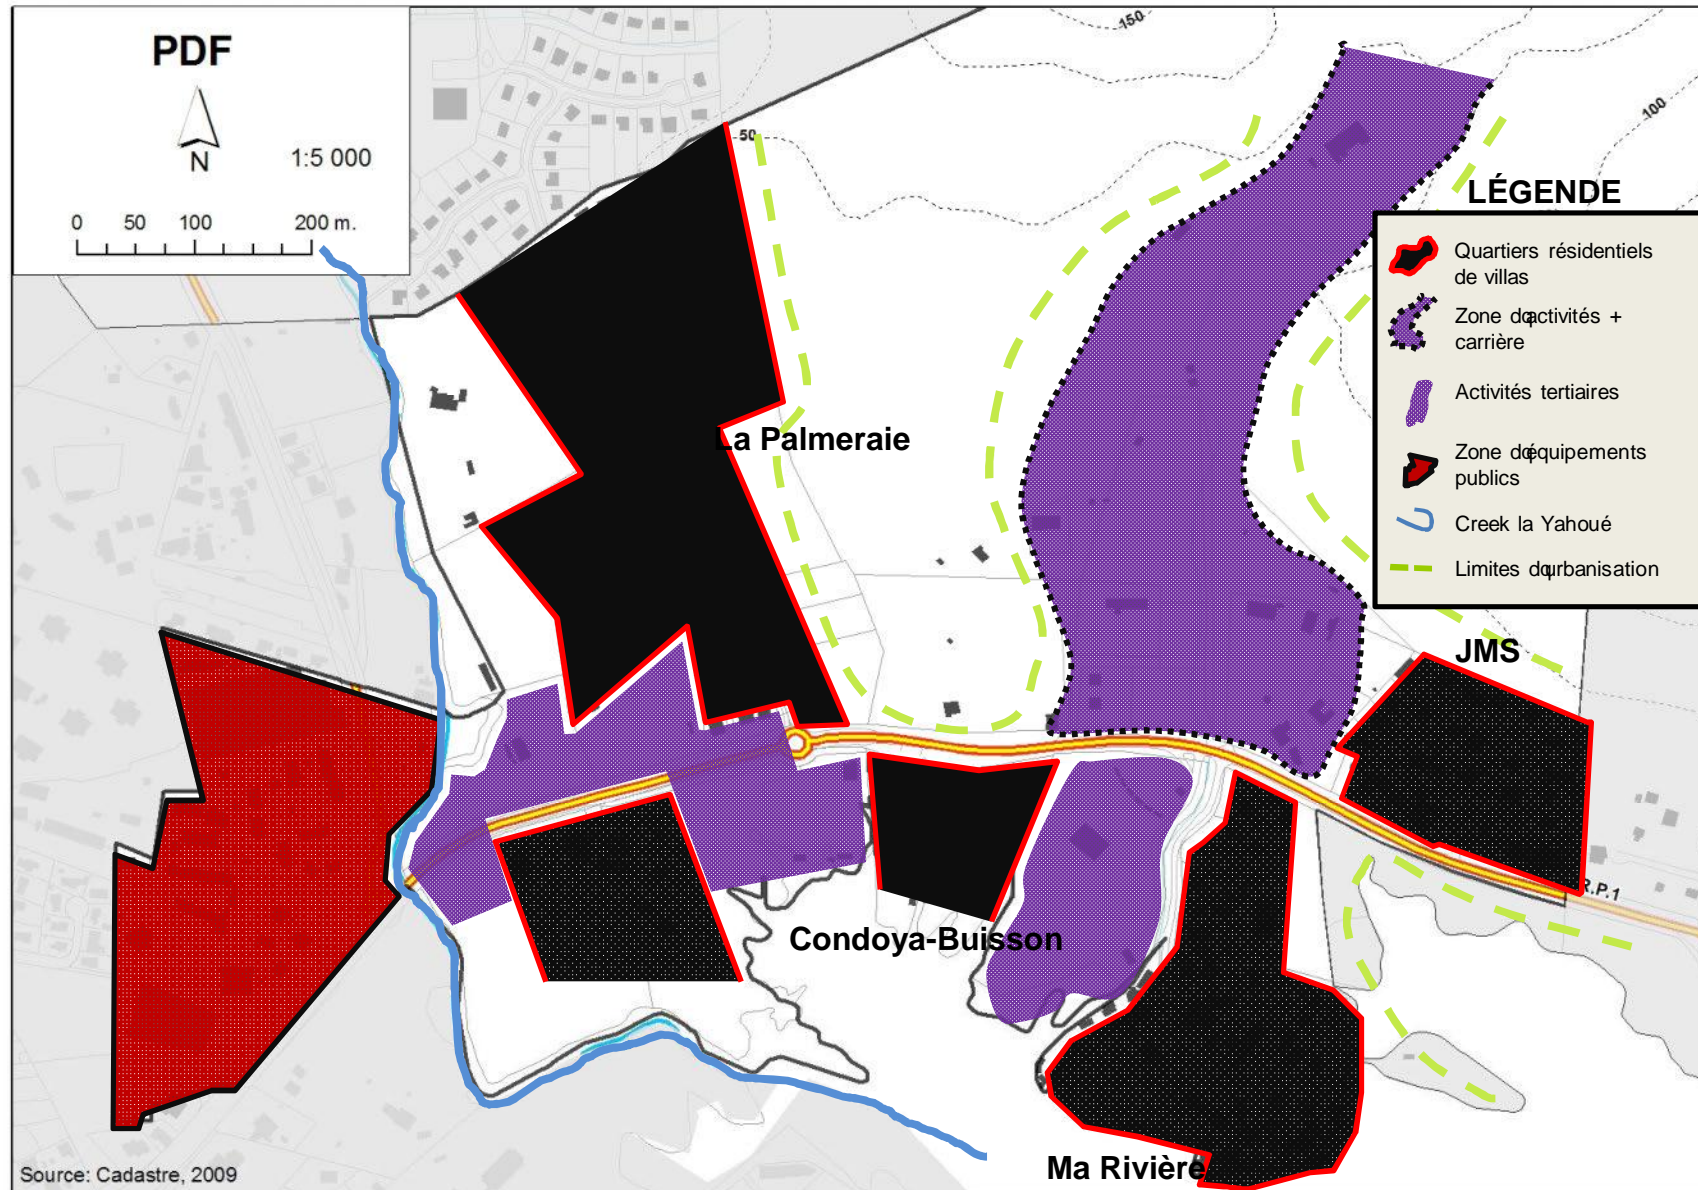 PDF
N
1:5 000
0 50 100 200 m.
150
100
50
LÉGENDE
Quartiers résidentiels
de villas
Zone dqactivités +
carrière
Activités tertiaires
Zone dqéquipements
publics
Creek la Yahoué
Limites dqurbanisation
La Palmeraie
JMS
R.P.1
Condoya-Buisson
Ma Rivière
Source: Cadastre, 2009